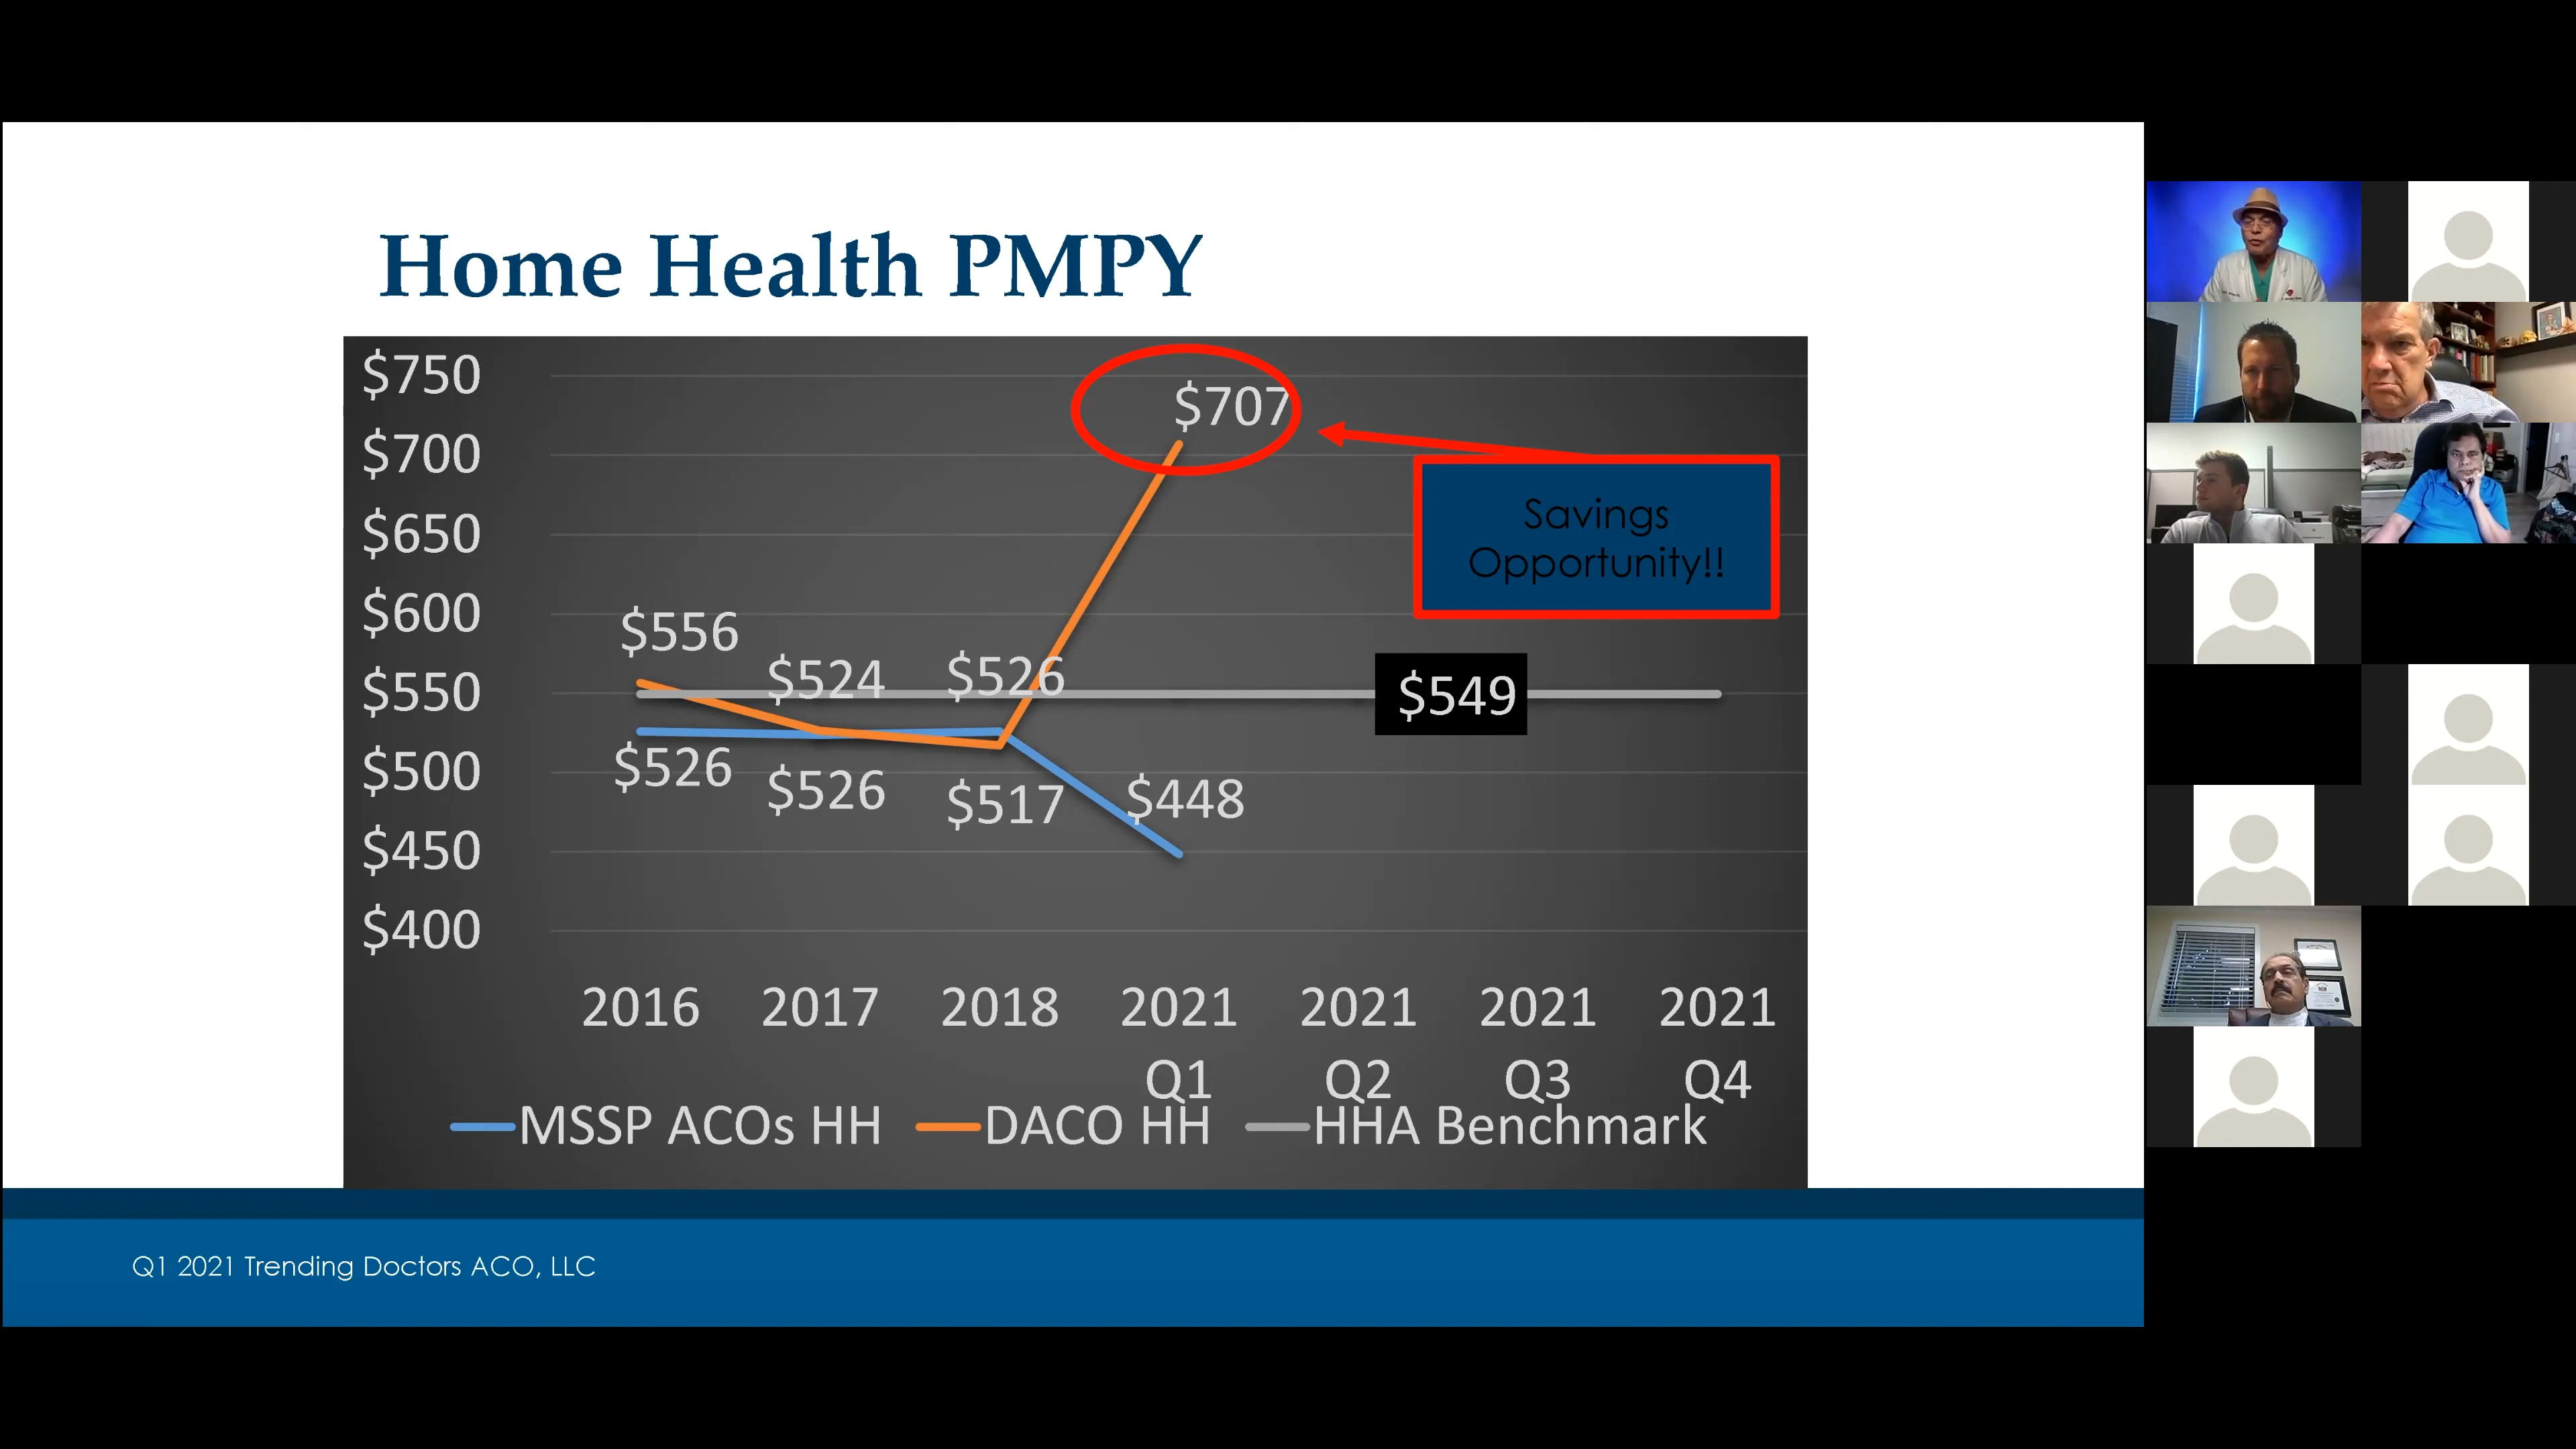 Home Health PMPY
$750
$700
$650
$600
$550
$500
$450
$400
$707
Savings
Opportunity!!
$556
$524
$526
$549
$526
$526
$517
$448
2016 2017 2018 2021 2021 2021 2021
Q1 Q2 Q3 Q4
MSSP ACOs HH DACO HH HHA Benchmark
Q1 2021 Trending Doctors ACO, LLC